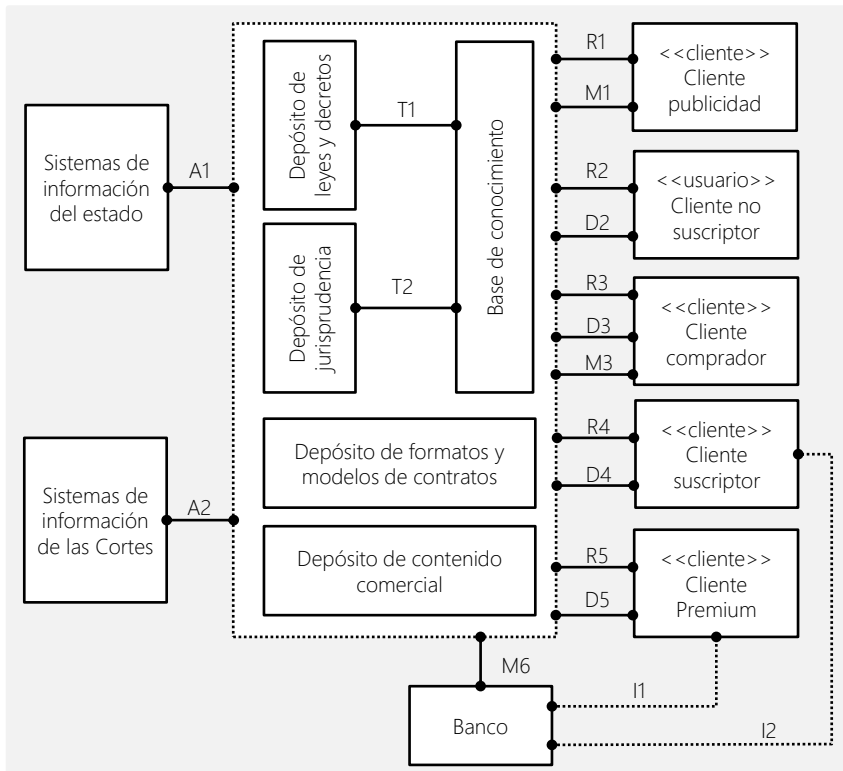 Sistemas de
información
del estado
A1
Sistemas de
información
de las Cortes
A2
Depósito de
leyes y decretos
T1
Depósito de
jurisprudencia
T2
Base de conocimiento
Depósito de formatos y
modelos de contratos
Depósito de contenido
comercial
R1
M1
<<cliente>>
Cliente
publicidad
R2
D2
<<usuario>>
Cliente no
suscriptor
R3
D3
M3
<<cliente>>
Cliente
comprador
R4
D4
<<cliente>>
Cliente
suscriptor
R5
D5
<<cliente>>
Cliente
Premium
M6
Banco
I1
I2